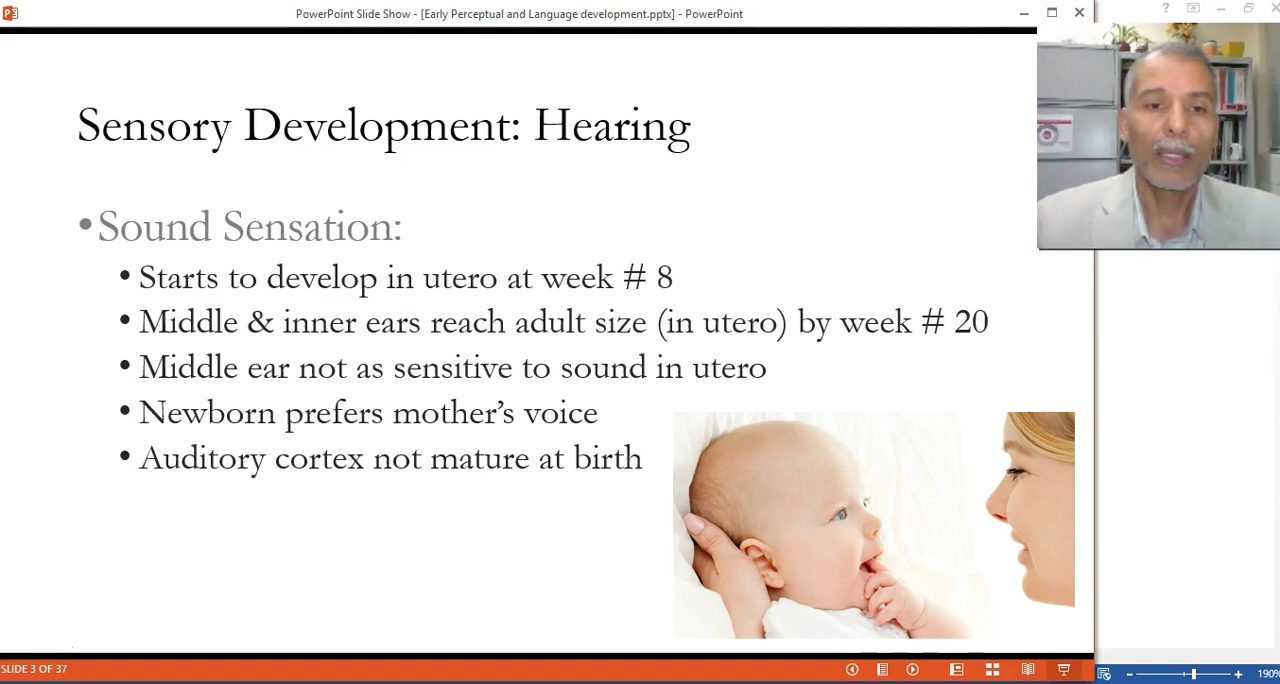 PowerPoint Slide Show - [Early Perceptual and Language development.pptx] - PowerPoint
Sensory Development: Hearing
•Sound Sensation:
• Starts to develop in utero at week # 8
• Middle & inner ears reach adult size (in utero) by week # 20
• Middle ear not as sensitive to sound in utero
• Newborn prefers mother's voice
• Auditory cortex not mature at birth
SLIDE 3 OF 37
190%